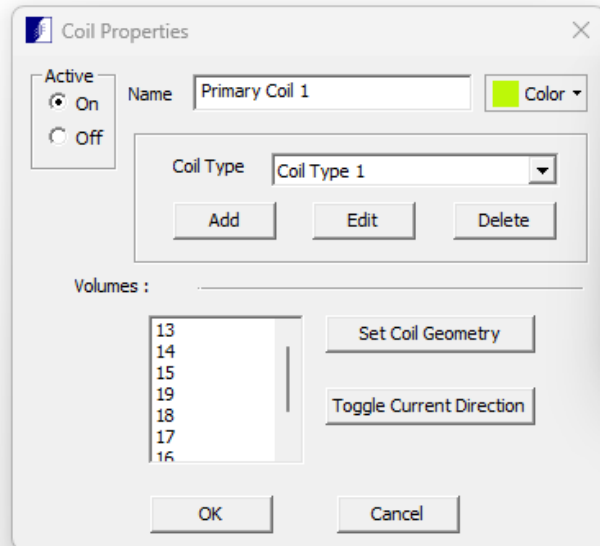 Coil Properties
Active
On
Off
Name
Primary Coil 1
Color
Coil Type
Coil Type 1
Add
Edit
Delete
Volumes :
13
14
15
19
18
17
16
Set Coil Geometry
Toggle Current Direction
OK
Cancel